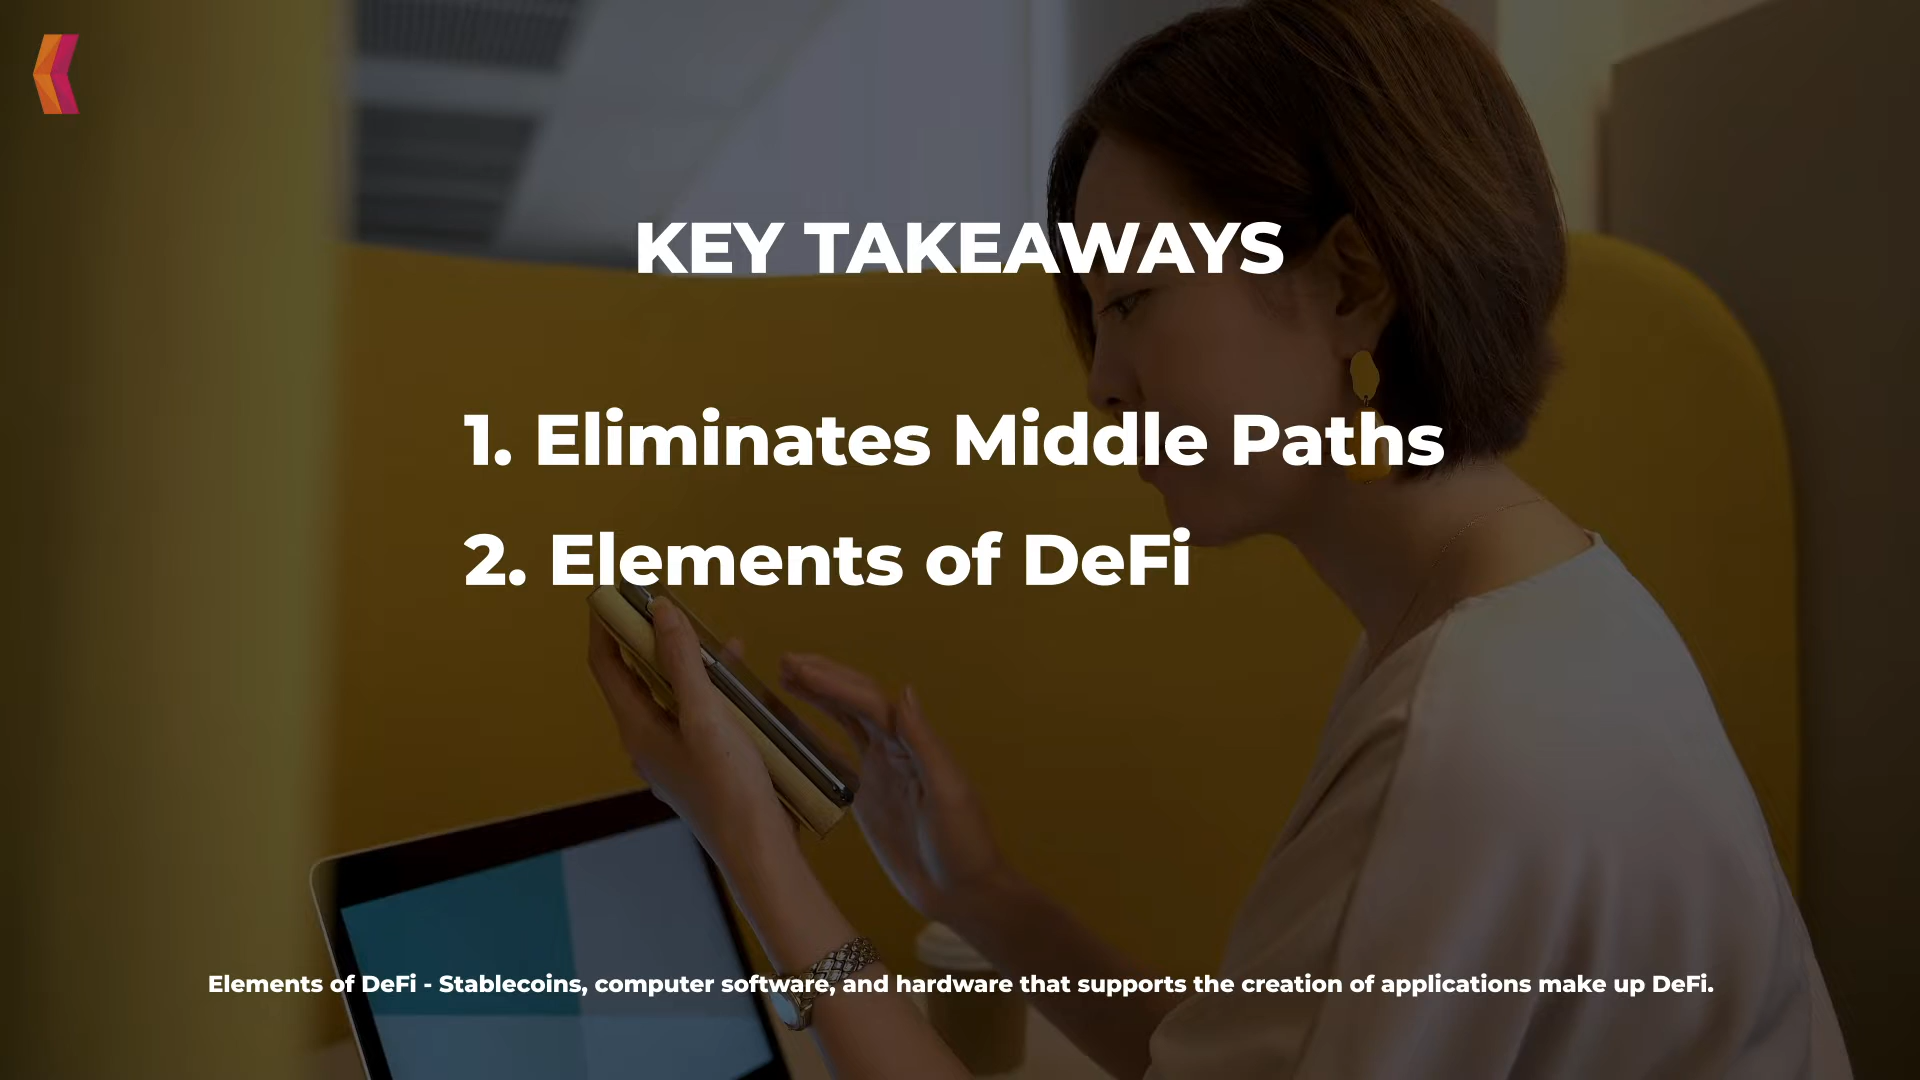 KEY TAKEAWAYS
1. Eliminates Middle Paths
2. Elements of DeFi
Elements of DeFi - Stablecoins, computer software, and hardware that supports the creation of applications make up DeFi.